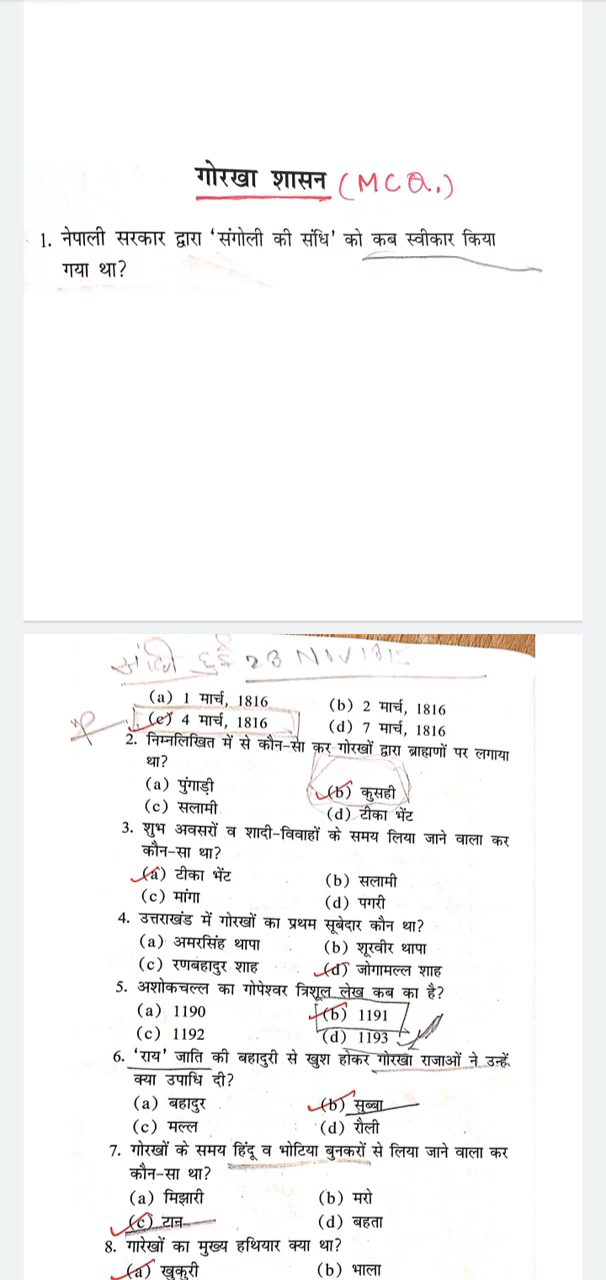 गोरखा शासन (MCQ.)
1. नेपाली सरकार द्वारा ‘संगोली की संधि’ को कब स्वीकार किया
गया था?
हुई 28 NOV 1815
(a) 1 मार्च, 1816 (b) 2 मार्च, 1816
(c) 4 मार्च, 1816 (d) 7 मार्च, 1816
2. निम्नलिखित में से कौन-सा कर गोरखों द्वारा ब्राह्मणों पर लगाया
था?
(a) पुंगाड़ी (b) कुसही
(c) सलामी (d) टीका भेंट
3. शुभ अवसरों व शादी-विवाहों के समय लिया जाने वाला कर
कौन-सा था?
(a) टीका भेंट (b) सलामी
(c) मांगा (d) पगरी
4. उत्तराखंड में गोरखों का प्रथम सूबेदार कौन था?
(a) अमरसिंह थापा (b) शूरवीर थापा
(c) रणबहादुर शाह (d) जोगामल्ल शाह
5. अशोकचल्ल का गोपेश्वर त्रिशूल लेख कब का है?
(a) 1190 (b) 1191
(c) 1192 (d) 1193
6. ‘राय’ जाति की बहादुरी से खुश होकर गोरखा राजाओं ने उन्हें
क्या उपाधि दी?
(a) बहादुर (b) सुब्बा
(c) मल्ल (d) रौली
7. गोरखों के समय हिंदू व भोटिया बुनकरों से लिया जाने वाला कर
कौन-सा था?
(a) मिझारी (b) मरो
(c) टान (d) बहता
8. गारेखों का मुख्य हथियार क्या था?
(a) खुकुरी (b) भाला